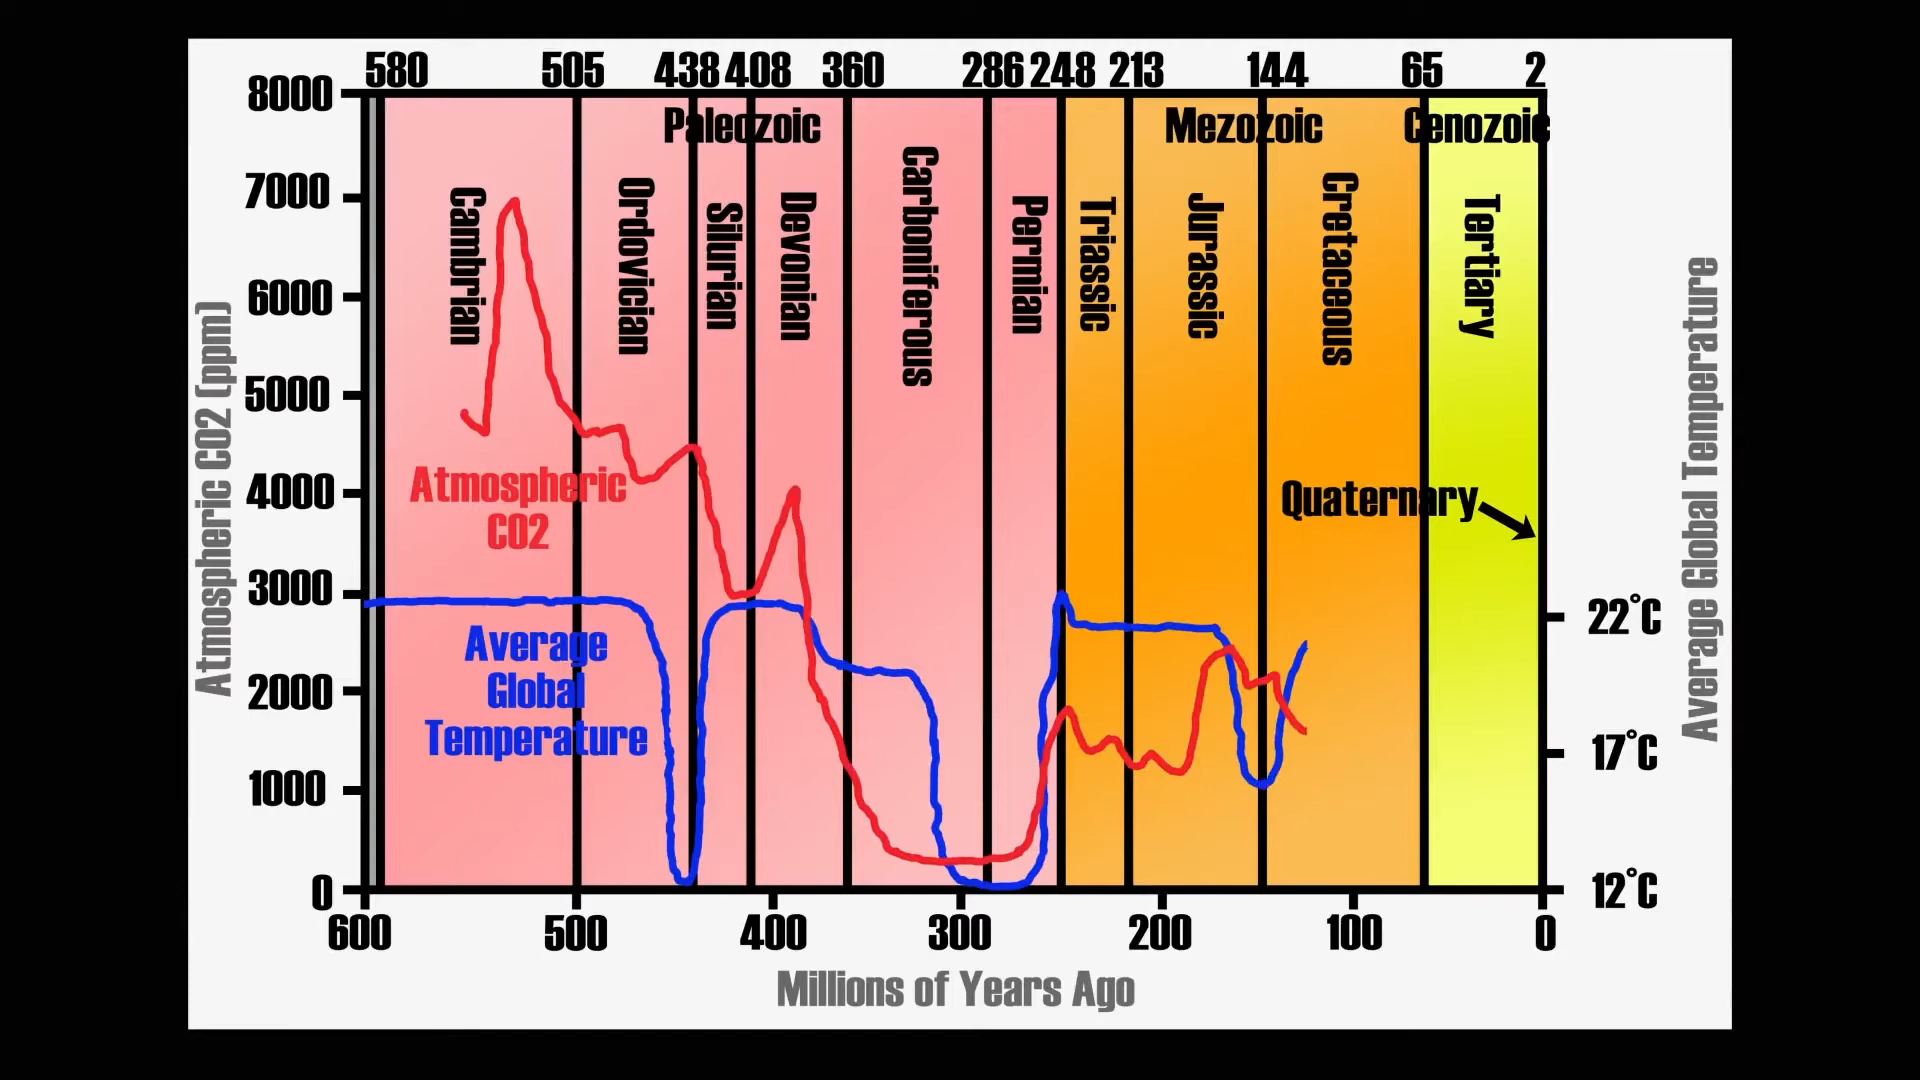 580 505 438 408 360 286 248 213 144 65 2
8000
7000
6000
5000
4000
3000
2000
1000
0
Atmospheric CO2 (ppm)
Paleozoic
Mezozoic
Cenozoic
Cambrian
Ordovician
Silurian
Devonian
Carboniferous
Permian
Triassic
Jurassic
Cretaceous
Tertiary
Quaternary
Atmospheric
CO2
Average
Global
Temperature
22°C
17°C
12°C
Average Global Temperature
600 500 400 300 200 100 0
Millions of Years Ago